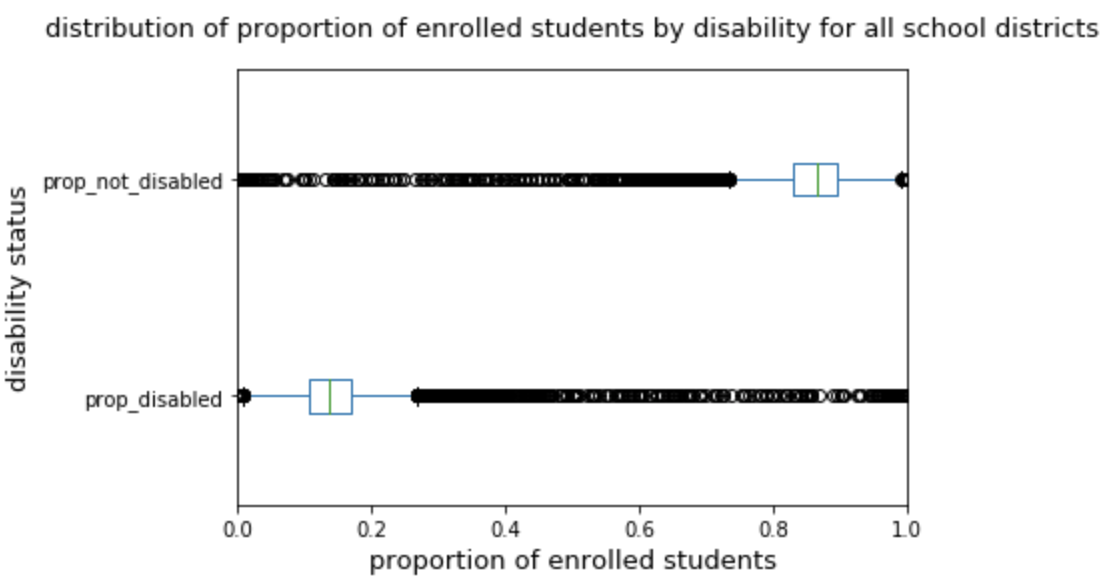 distribution of proportion of enrolled students by disability for all school districts
disability status
prop_not_disabled
prop_disabled
0.0 0.2 0.4 0.6 0.8 1.0
proportion of enrolled students